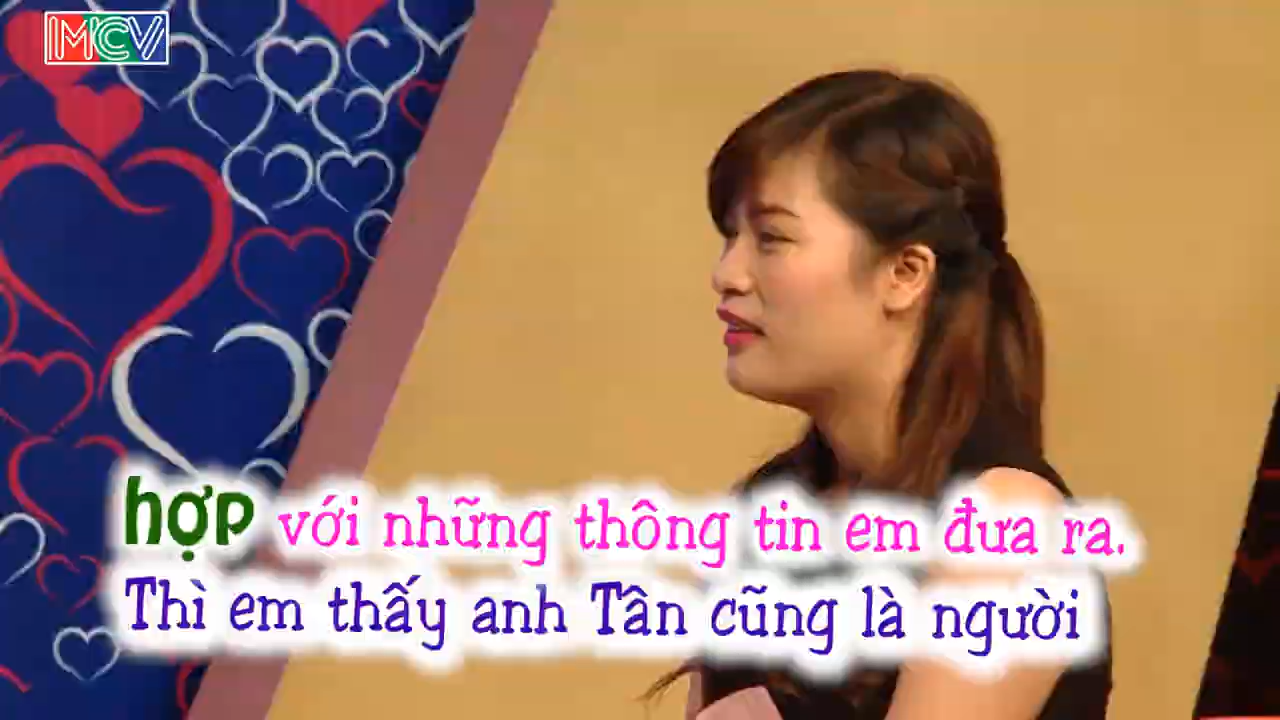 MCV
hợp với những thông tin em đưa ra.
Thì em thấy anh Tân cũng là người